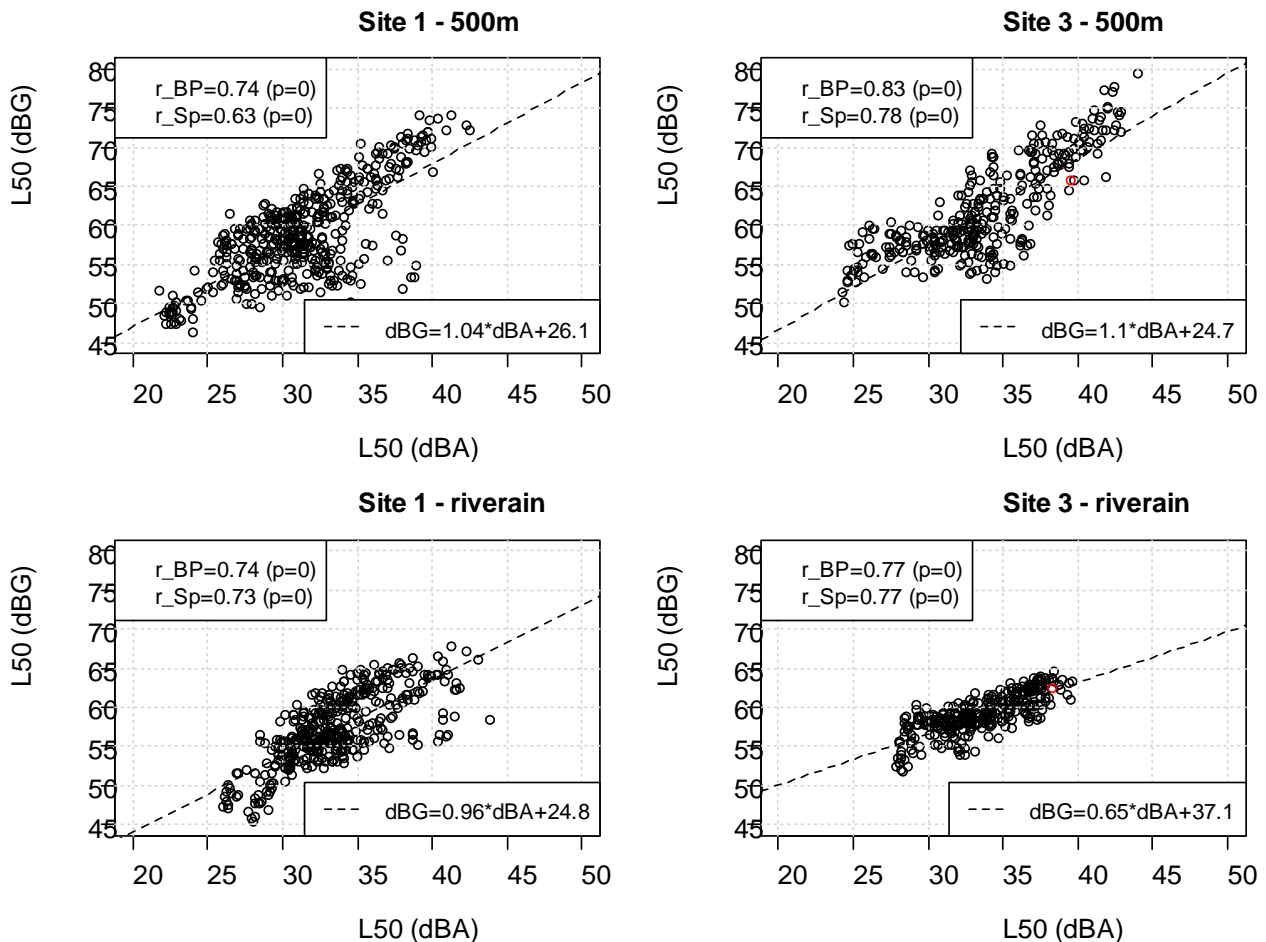 Site 1 - 500m
L50 (dBG)
80
75
70
65
60
55
50
45
r_BP=0.74 (p=0)
r_Sp=0.63 (p=0)
dBG=1.04*dBA+26.1
20 25 30 35 40 45 50
L50 (dBA)
Site 3 - 500m
L50 (dBG)
80
75
70
65
60
55
50
45
r_BP=0.83 (p=0)
r_Sp=0.78 (p=0)
dBG=1.1*dBA+24.7
20 25 30 35 40 45 50
L50 (dBA)
Site 1 - riverain
L50 (dBG)
80
75
70
65
60
55
50
45
r_BP=0.74 (p=0)
r_Sp=0.73 (p=0)
dBG=0.96*dBA+24.8
20 25 30 35 40 45 50
L50 (dBA)
Site 3 - riverain
L50 (dBG)
80
75
70
65
60
55
50
45
r_BP=0.77 (p=0)
r_Sp=0.77 (p=0)
dBG=0.65*dBA+37.1
20 25 30 35 40 45 50
L50 (dBA)